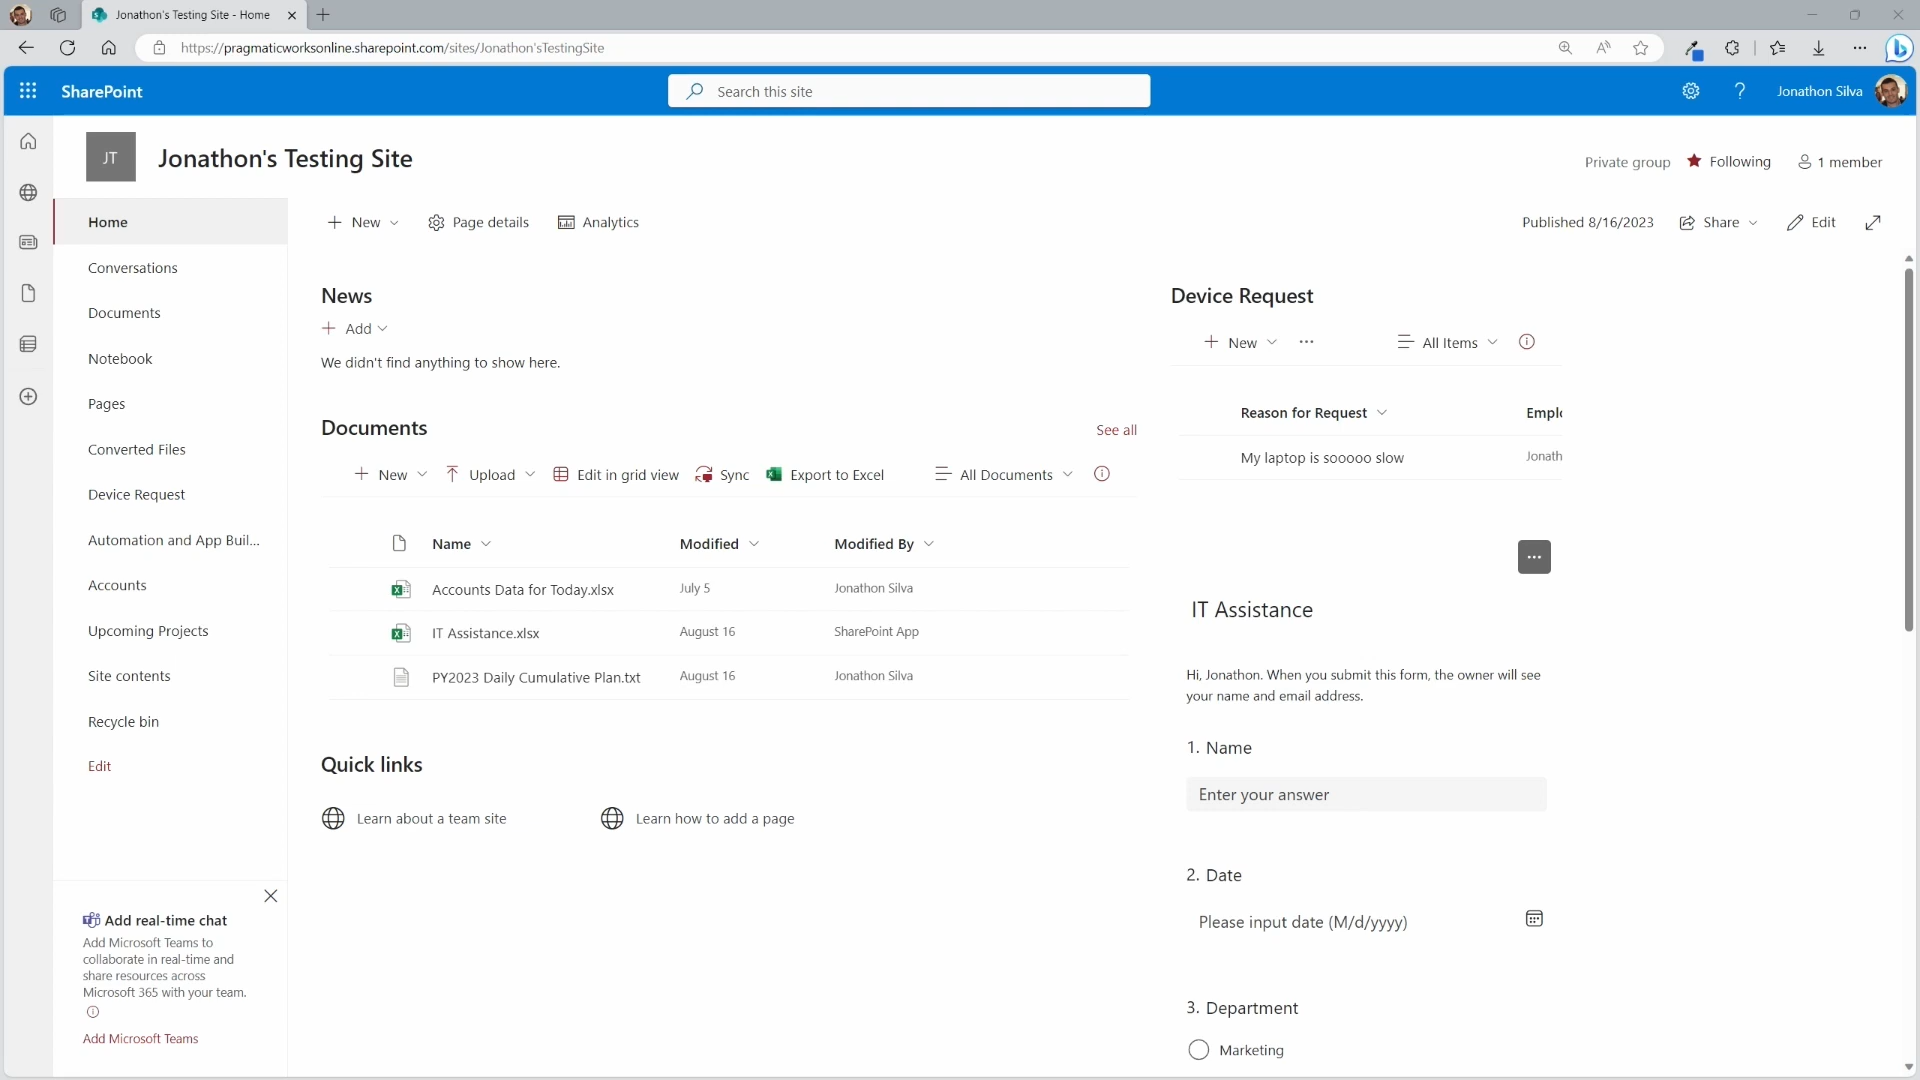 Jonathon's Testing Site - Home
https://pragmaticworksonline.sharepoint.com/sites/Jonathon'sTestingSite
SharePoint
Search this site
Jonathon Silva
JT
Jonathon's Testing Site
Private group
Following
1 member
Home
Conversations
Documents
Notebook
Pages
Converted Files
Device Request
Automation and App Buil...
Accounts
Upcoming Projects
Site contents
Recycle bin
Edit
Add real-time chat
Add Microsoft Teams to
collaborate in real-time and
share resources across
Microsoft 365 with your team.
Add Microsoft Teams
New
Page details
Analytics
Published 8/16/2023
Share
Edit
News
Add
We didn't find anything to show here.
Documents
See all
New
Upload
Edit in grid view
Sync
Export to Excel
All Documents
Name
Modified
Modified By
Accounts Data for Today.xlsx
July 5
Jonathon Silva
IT Assistance.xlsx
August 16
SharePoint App
PY2023 Daily Cumulative Plan.txt
August 16
Jonathon Silva
Quick links
Learn about a team site
Learn how to add a page
Device Request
New
All Items
Reason for Request
Emplo
My laptop is sooooo slow
Jonath
IT Assistance
Hi, Jonathon. When you submit this form, the owner will see
your name and email address.
1. Name
Enter your answer
2. Date
Please input date (M/d/yyyy)
3. Department
Marketing